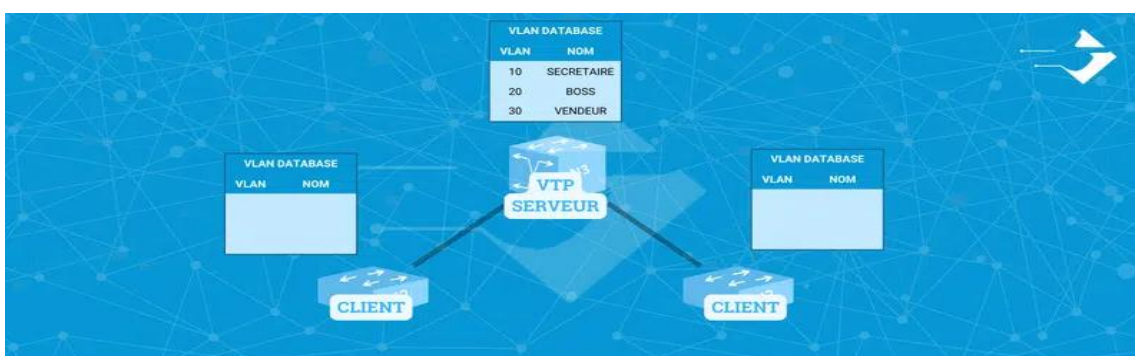 VLAN DATABASE
VLAN NOM
10 SECRETAIRE
20 BOSS
30 VENDEUR
VLAN DATABASE
VLAN NOM
VLAN DATABASE
VLAN NOM
VTP
SERVEUR
CLIENT
CLIENT